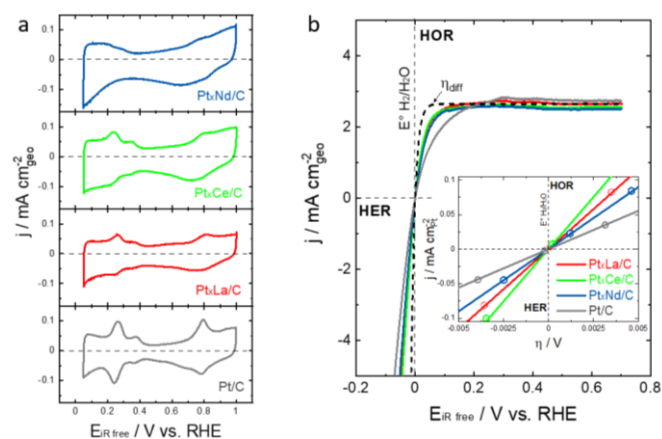 a
0.1
0
-0.1
PtxNd/C
0.1
0
-0.1
PtxCe/C
0.1
0
-0.1
PtxLa/C
0.1
0
-0.1
Pt/C
0 0.2 0.4 0.6 0.8 1
j / mA cm⁻²geo
EiR free / V vs. RHE
b
HOR
E° H₂/H₂O
ηdiff
HER
4
2
0
-2
-4
-0.2 0.0 0.2 0.4 0.6 0.8
j / mA cm⁻²geo
EiR free / V vs. RHE
0.10
0.05
0
-0.05
-0.1
HOR
E° H₂/H₂O
HER
PtxLa/C
PtxCe/C
PtxNd/C
Pt/C
-0.005 -0.0025 0 0.0025 0.005
j / mA cm⁻²Pt
η / V